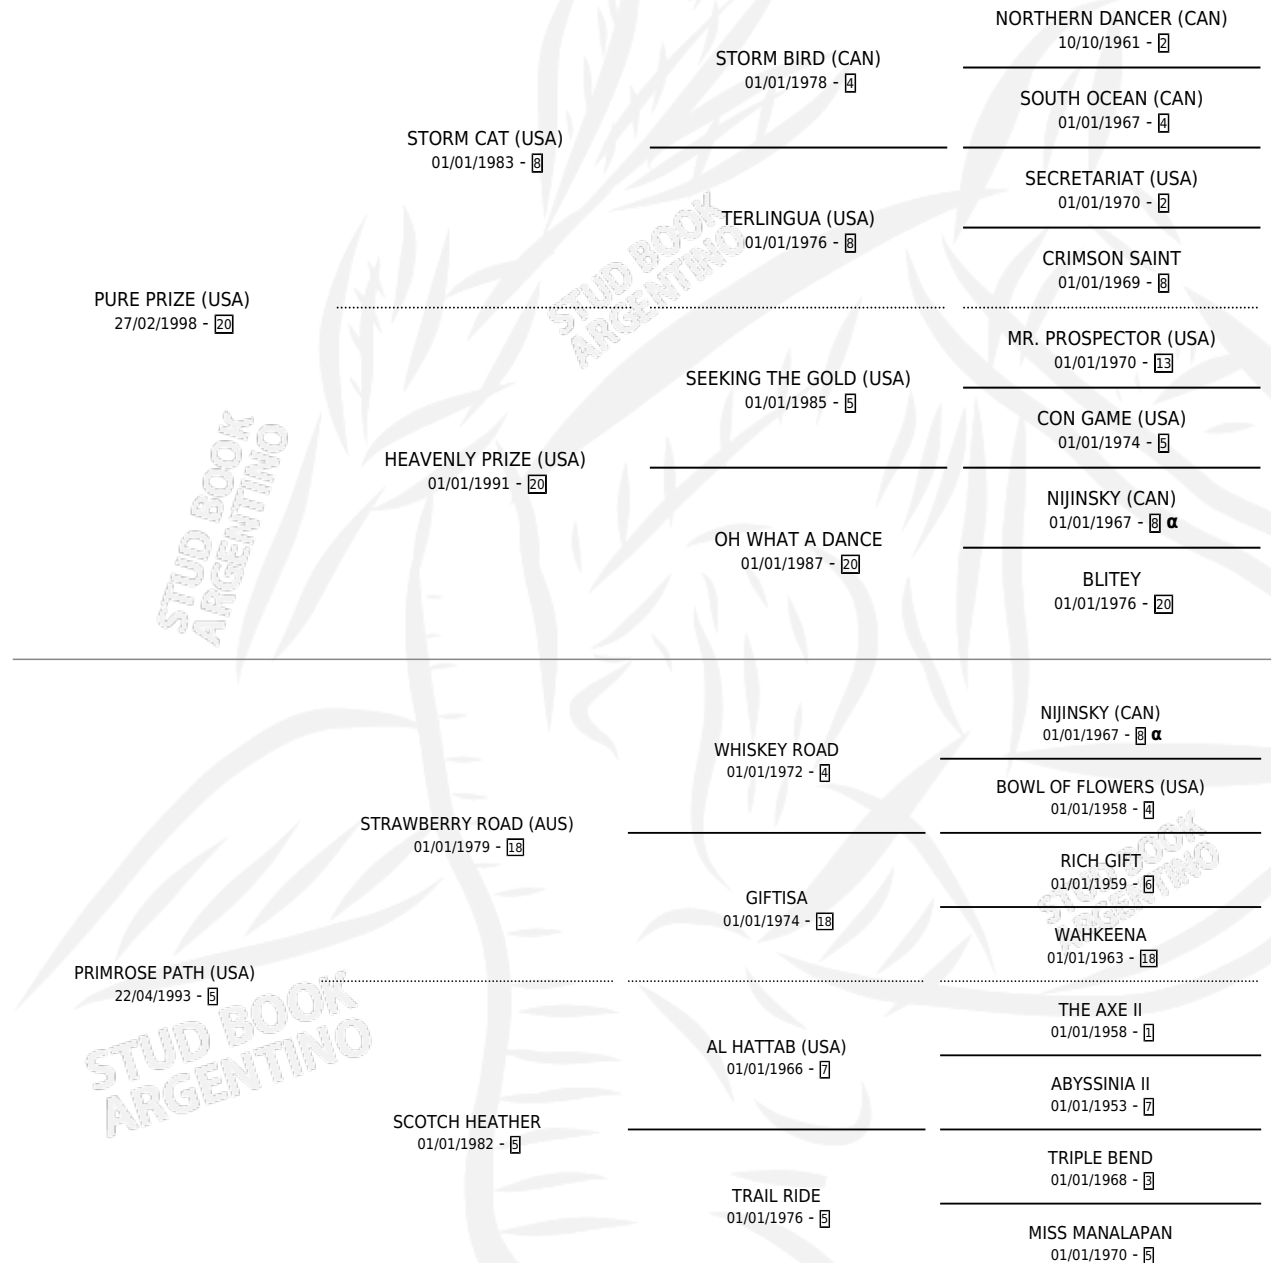 NORTHERN DANCER (CAN)
10/10/1961 - 2
STORM BIRD (CAN)
01/01/1978 - 4
SOUTH OCEAN (CAN)
01/01/1967 - 4
STORM CAT (USA)
01/01/1983 - 8
SECRETARIAT (USA)
01/01/1970 - 2
TERLINGUA (USA)
01/01/1976 - 8
CRIMSON SAINT
01/01/1969 - 8
STUD BOOK
ARGENTINO
PURE PRIZE (USA)
27/02/1998 - 20
MR. PROSPECTOR (USA)
01/01/1970 - 13
SEEKING THE GOLD (USA)
01/01/1985 - 5
CON GAME (USA)
01/01/1974 - 5
HEAVENLY PRIZE (USA)
01/01/1991 - 20
NIJINSKY (CAN)
01/01/1967 - 8 α
OH WHAT A DANCE
01/01/1987 - 20
BLITEY
01/01/1976 - 20
STUD BOOK
ARGENTINO
NIJINSKY (CAN)
01/01/1967 - 8 α
WHISKEY ROAD
01/01/1972 - 4
BOWL OF FLOWERS (USA)
01/01/1958 - 4
STRAWBERRY ROAD (AUS)
01/01/1979 - 18
RICH GIFT
01/01/1959 - 6
GIFTISA
01/01/1974 - 18
WAHKEENA
01/01/1963 - 18
STUD BOOK
ARGENTINO
PRIMROSE PATH (USA)
22/04/1993 - 5
THE AXE II
01/01/1958 - 1
AL HATTAB (USA)
01/01/1966 - 7
ABYSSINIA II
01/01/1953 - 7
SCOTCH HEATHER
01/01/1982 - 5
TRIPLE BEND
01/01/1968 - 3
TRAIL RIDE
01/01/1976 - 5
MISS MANALAPAN
01/01/1970 - 5
STUD BOOK
ARGENTINO